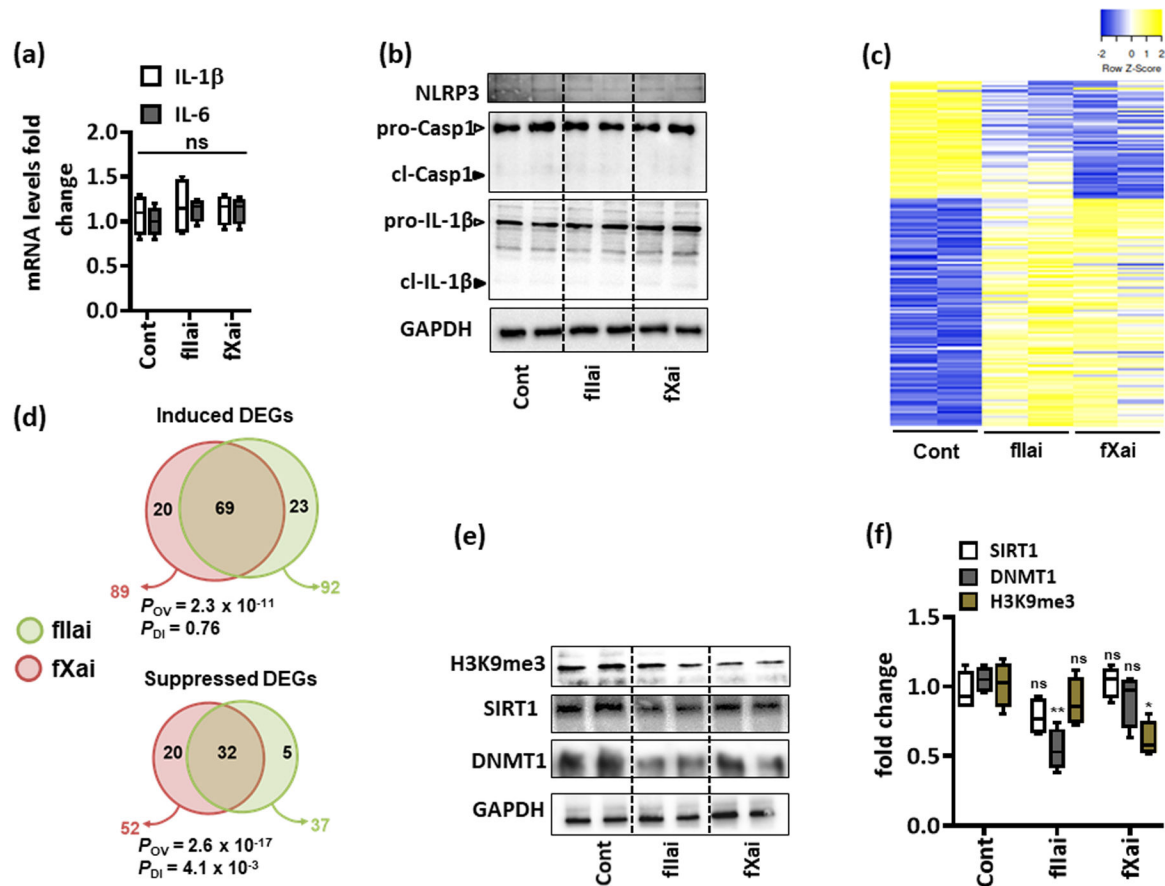 (a)
IL-1β
IL-6
ns
mRNA levels fold
change
2.0
1.5
1.0
0.5
0.0
Cont
fIIai
fXai
(b)
NLRP3
pro-Casp1
cl-Casp1
pro-IL-1β
cl-IL-1β
GAPDH
Cont
fIIai
fXai
(c)
-2 0 1 2
Row Z-Score
Cont
fIIai
fXai
(d)
Induced DEGs
20 69 23
89 92
POV = 2.3 x 10-11
PDI = 0.76
fIIai
fXai
Suppressed DEGs
20 32 5
52 37
POV = 2.6 x 10-17
PDI = 4.1 x 10-3
(e)
H3K9me3
SIRT1
DNMT1
GAPDH
Cont
fIIai
fXai
(f)
SIRT1
DNMT1
H3K9me3
fold change
1.5
1.0
0.5
0.0
ns ** ns
ns ns *
Cont
fIIai
fXai